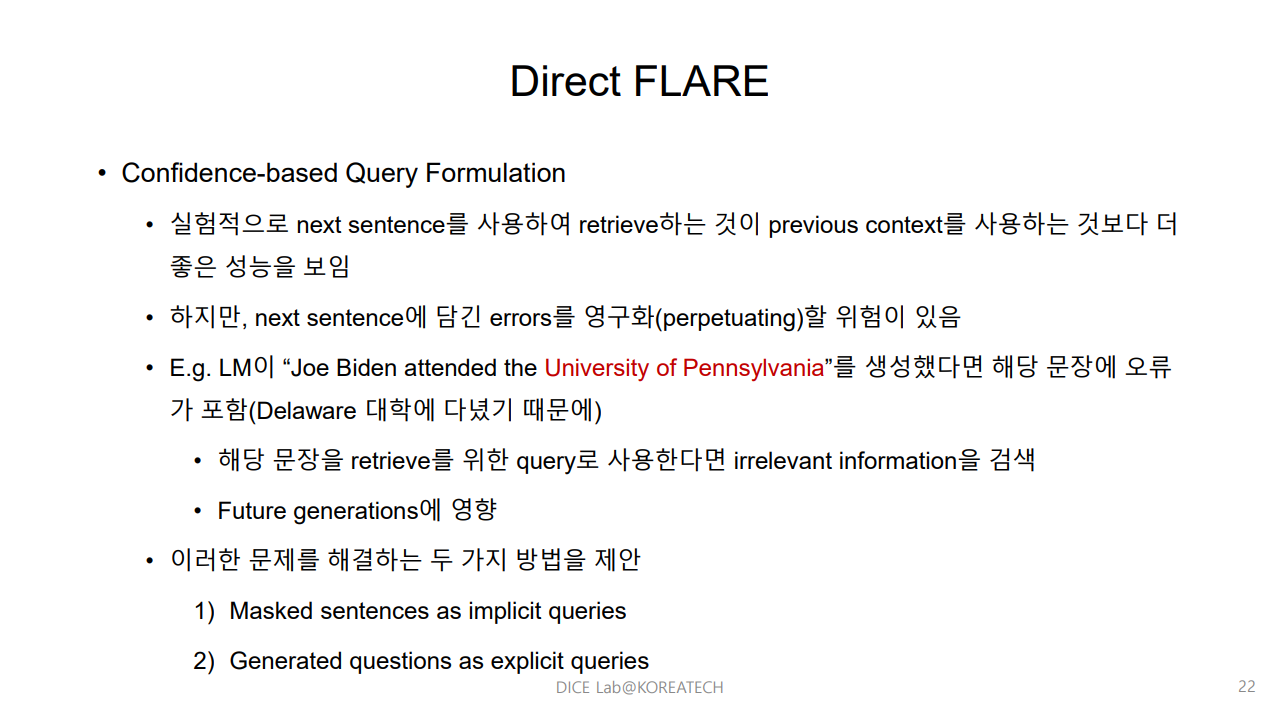 Direct FLARE
• Confidence-based Query Formulation
• 실험적으로 next sentence를 사용하여 retrieve하는 것이 previous context를 사용하는 것보다 더
좋은 성능을 보임
• 하지만, next sentence에 담긴 errors를 영구화(perpetuating)할 위험이 있음
• E.g. LM이 “Joe Biden attended the University of Pennsylvania”를 생성했다면 해당 문장에 오류
가 포함(Delaware 대학에 다녔기 때문에)
• 해당 문장을 retrieve를 위한 query로 사용한다면 irrelevant information을 검색
• Future generations에 영향
• 이러한 문제를 해결하는 두 가지 방법을 제안
1) Masked sentences as implicit queries
2) Generated questions as explicit queries
DICE Lab@KOREATECH
22